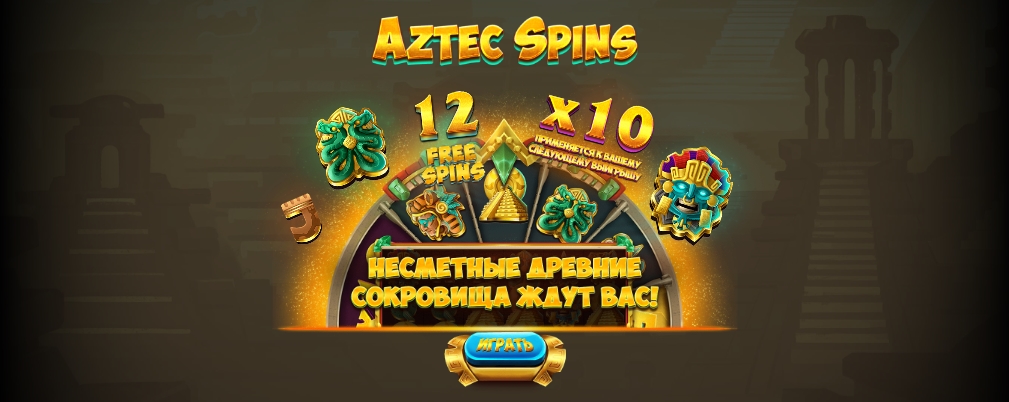 AZTEC SPINS
12
FREE
SPINS
X10
ПРИМЕНЯЕТСЯ К ВАШЕМУ
СЛЕДУЮЩЕМУ ВЫИГРЫШУ
НЕСМЕТНЫЕ ДРЕВНИЕ
СОКРОВИЩА ЖДУТ ВАС!
ИГРАТЬ